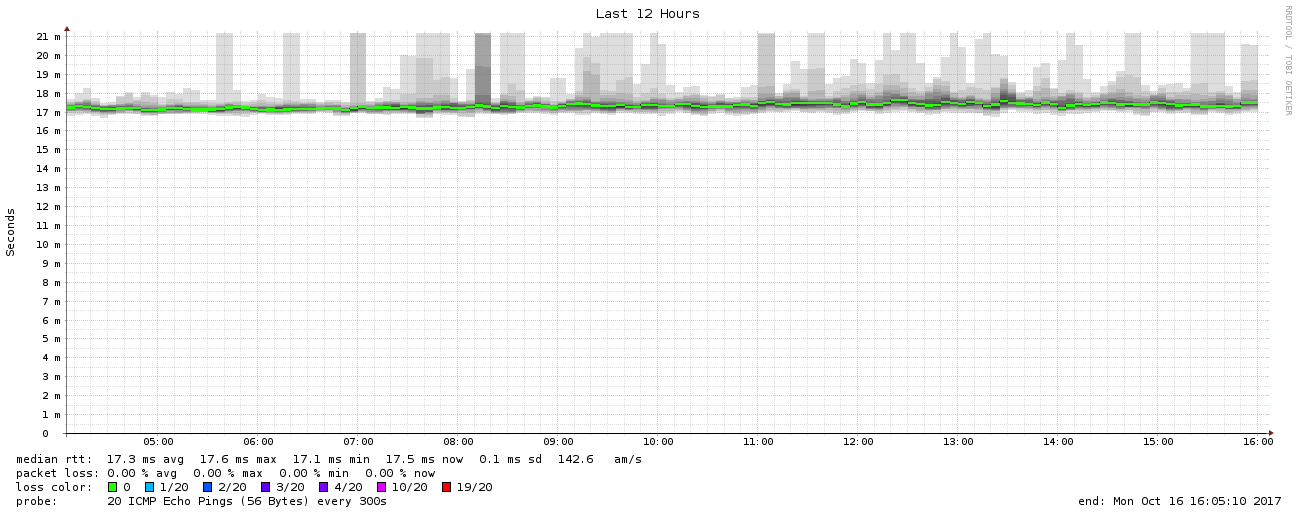 Last 12 Hours
RRDTOOL / TOBI OETIKER
21 m
20 m
19 m
18 m
17 m
16 m
15 m
14 m
13 m
12 m
11 m
10 m
9 m
8 m
7 m
6 m
5 m
4 m
3 m
2 m
1 m
0
Seconds
05:00 06:00 07:00 08:00 09:00 10:00 11:00 12:00 13:00 14:00 15:00 16:00
median rtt: 17.3 ms avg 17.6 ms max 17.1 ms min 17.5 ms now 0.1 ms sd 142.6 am/s
packet loss: 0.00 % avg 0.00 % max 0.00 % min 0.00 % now
loss color: 0 1/20 2/20 3/20 4/20 10/20 19/20
probe: 20 ICMP Echo Pings (56 Bytes) every 300s end: Mon Oct 16 16:05:10 2017